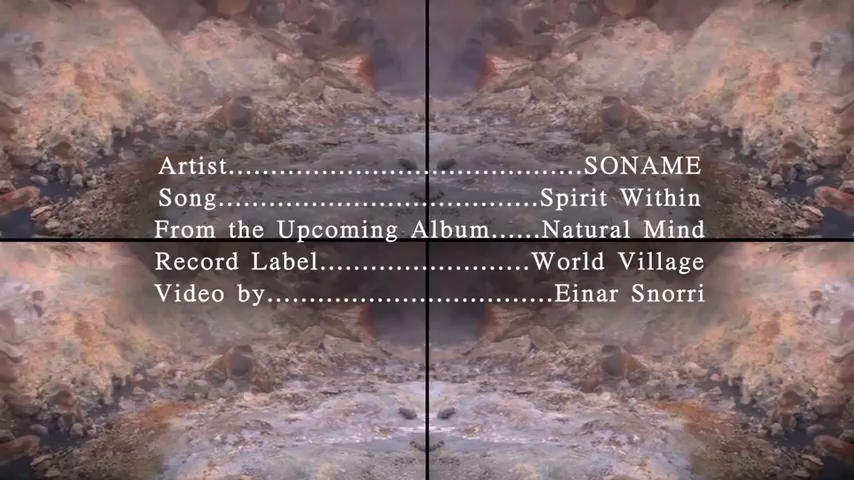 Artist..........................................SONAME
Song......................................Spirit Within
From the Upcoming Album......Natural Mind
Record Label.........................World Village
Video by..................................Einar Snorri